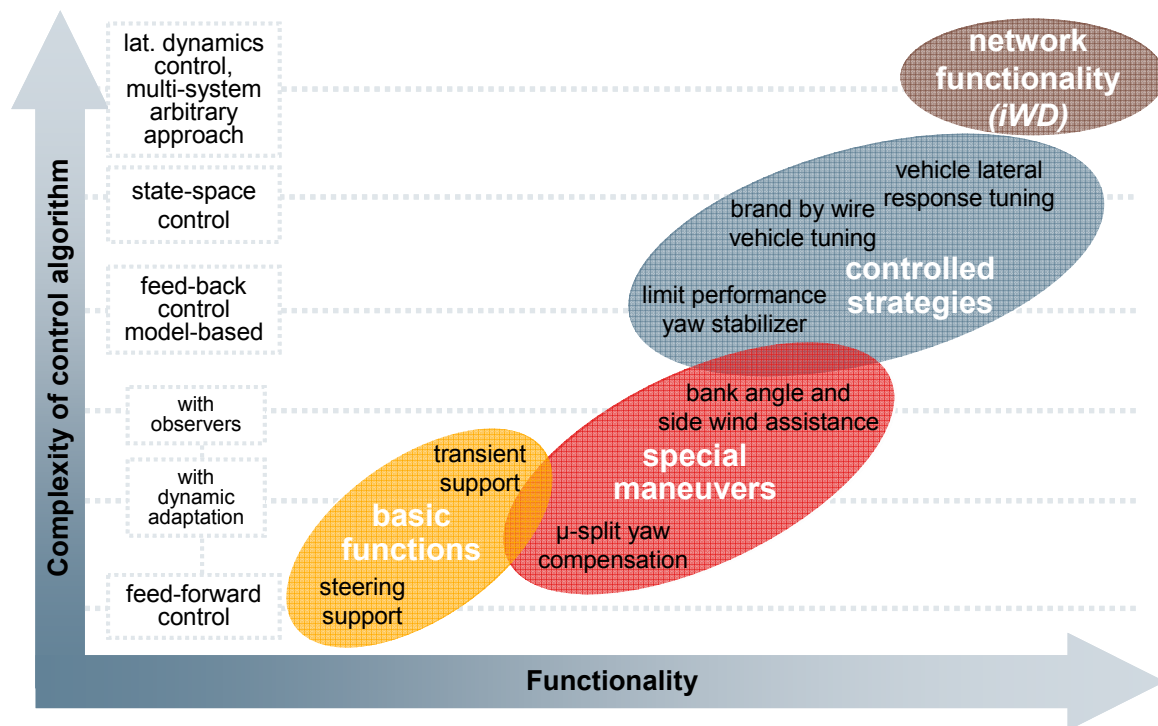 Complexity of control algorithm
lat. dynamics
control,
multi-system
arbitrary
approach
state-space
control
feed-back
control
model-based
with
observers
with
dynamic
adaptation
feed-forward
control
network
functionality
(iWD)
vehicle lateral
response tuning
brand by wire
vehicle tuning
controlled
strategies
limit performance
yaw stabilizer
bank angle and
side wind assistance
special
maneuvers
µ-split yaw
compensation
transient
support
basic
functions
steering
support
Functionality